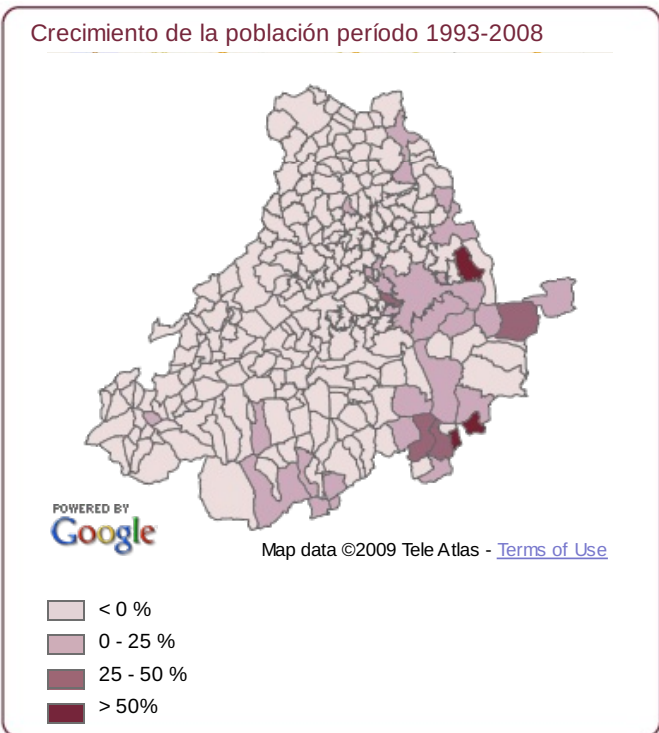 Crecimiento de la población período 1993-2008
POWERED BY
Google
Map data ©2009 Tele Atlas - Terms of Use
< 0 %
0 - 25 %
25 - 50 %
> 50%